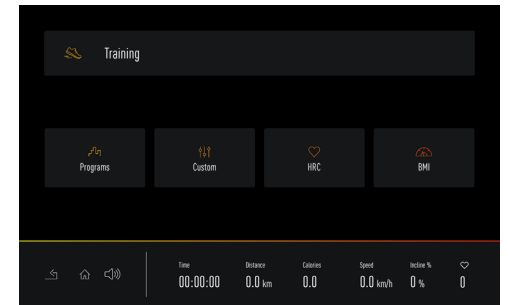 Training
Programs
Custom
HRC
BMI
Time Distance Calories Speed Incline %
00:00:00 0.0 km 0.0 0.0 km/h 0 % 0